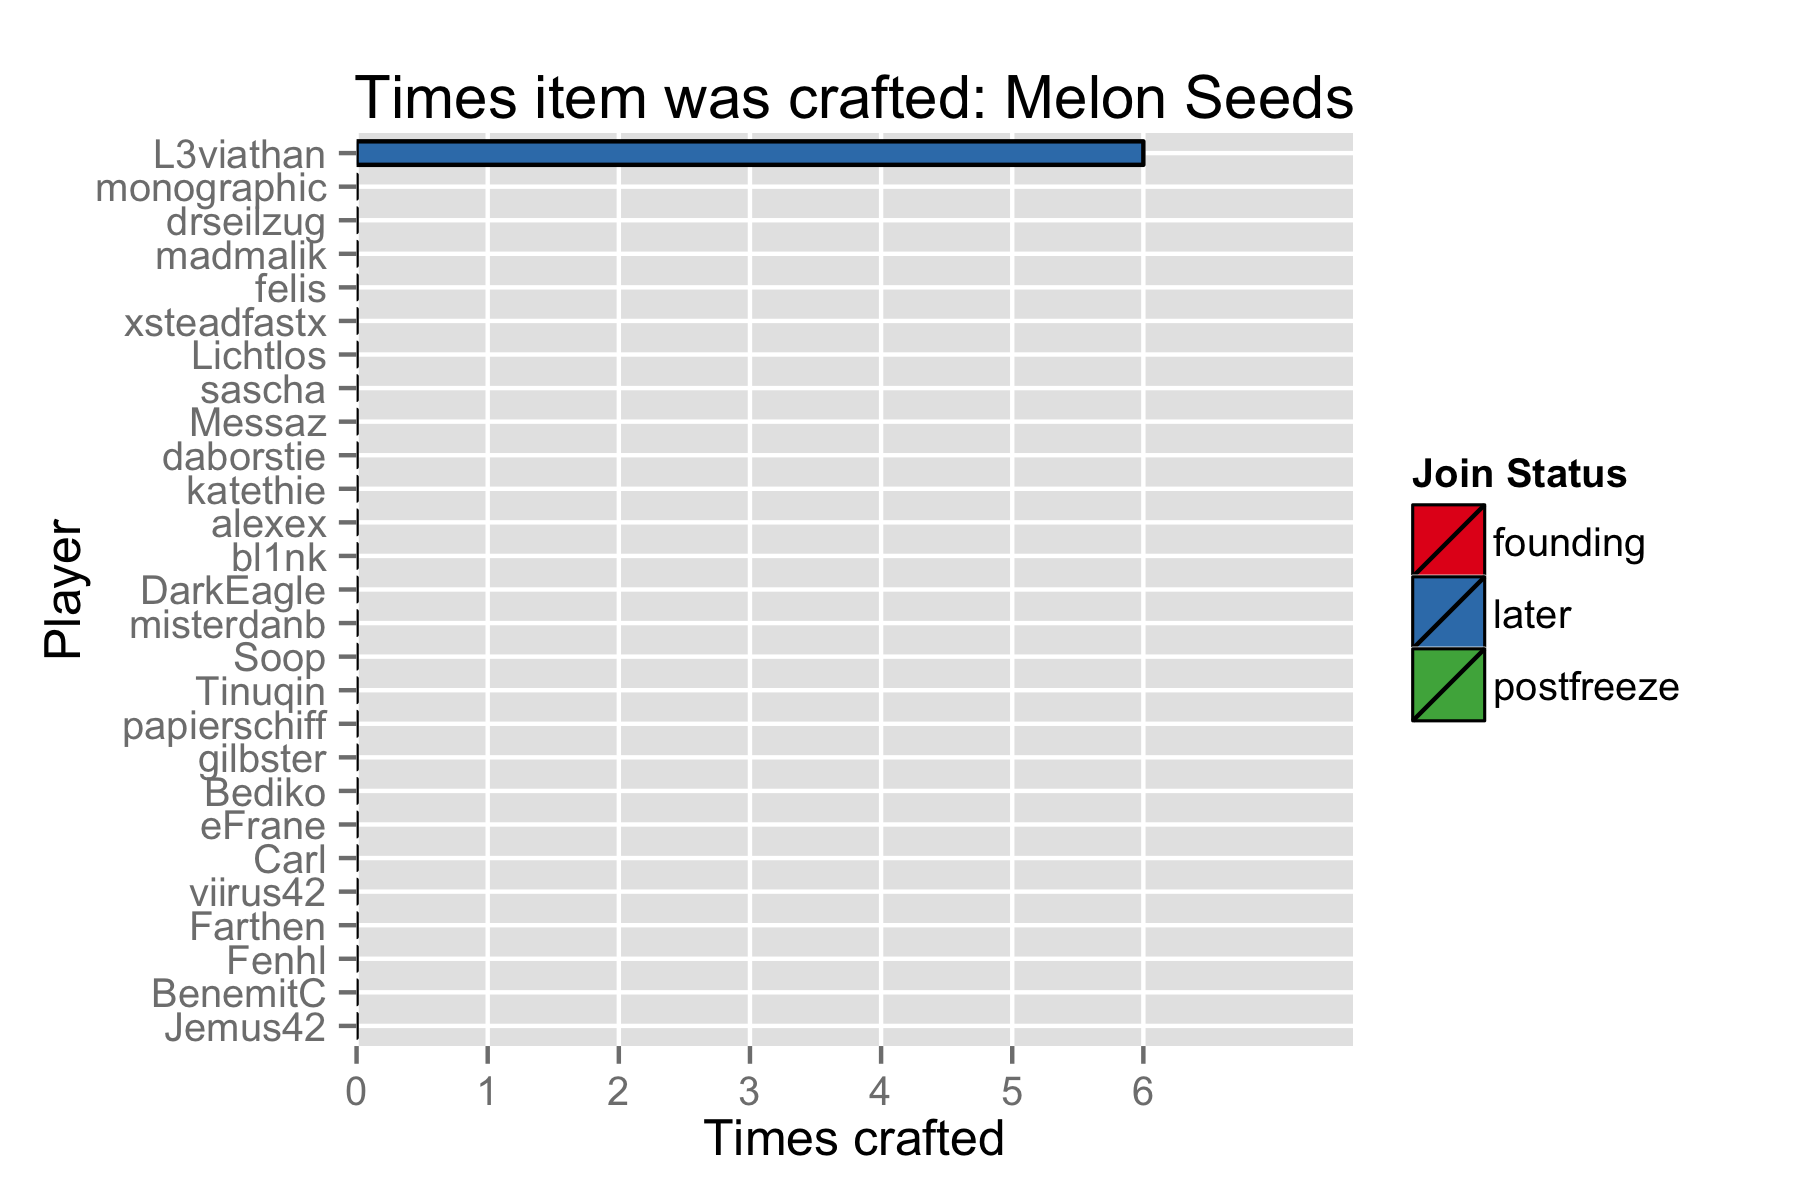 Times item was crafted: Melon Seeds
L3viathan
monographic
drseilzug
madmalik
felis
xsteadfastx
Lichtlos
sascha
Messaz
daborstie
katethie
alexex
bl1nk
DarkEagle
misterdanb
Soop
Tinuqin
papierschiff
gilbster
Bediko
eFrane
Carl
viirus42
Farthen
Fenhl
BenemitC
Jemus42
Player
0 1 2 3 4 5 6
Times crafted
Join Status
founding
later
postfreeze